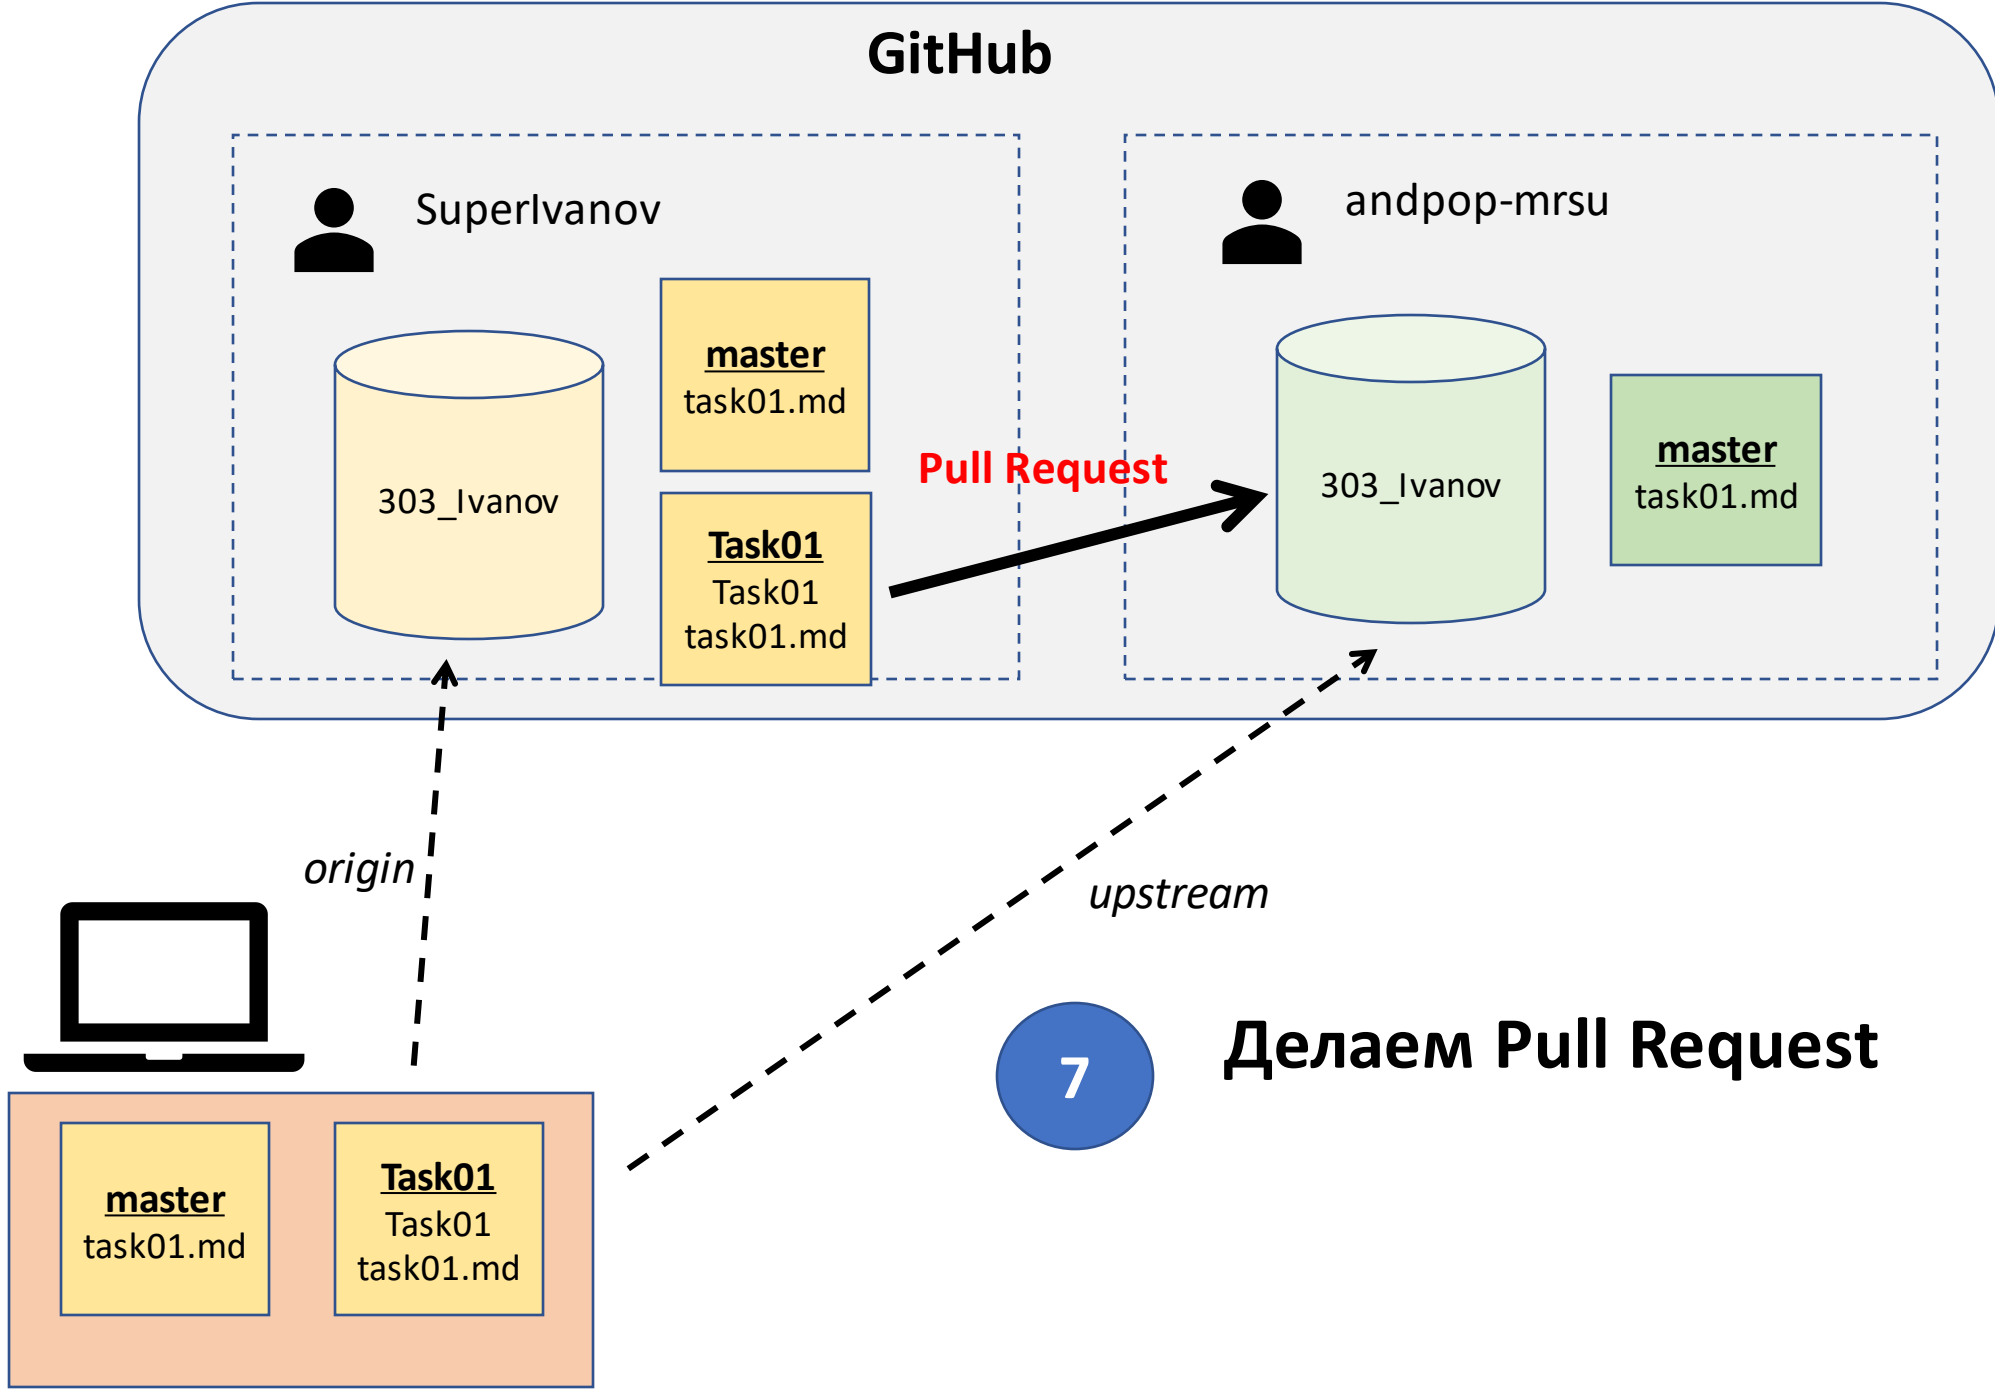 GitHub
SuperIvanov
andpop-mrsu
303_Ivanov
master
task01.md
Task01
Task01
task01.md
Pull Request
303_Ivanov
master
task01.md
origin
upstream
7
Делаем Pull Request
master
task01.md
Task01
Task01
task01.md